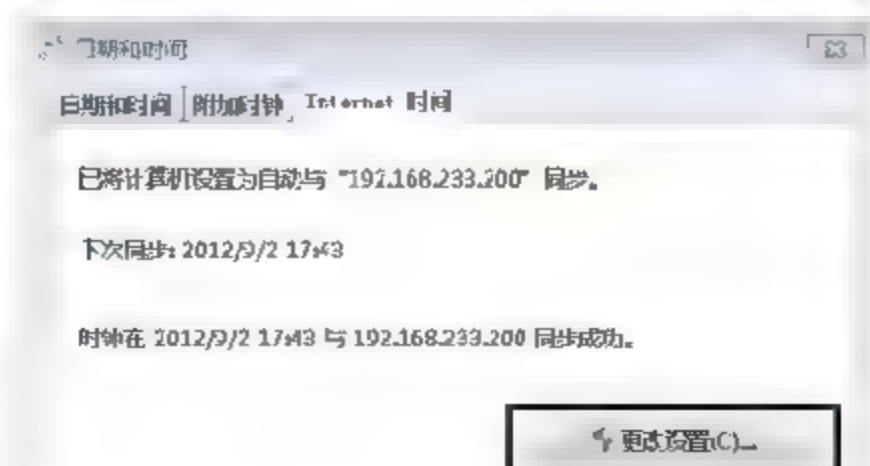 日期和时间
日期和时间 附加时钟 Internet 时间
已将计算机设置为自动与 "192.168.233.200" 同步。
下次同步: 2012/9/2 17:43
时钟在 2012/9/2 17:43 与 192.168.233.200 同步成功。
更改设置(C)...